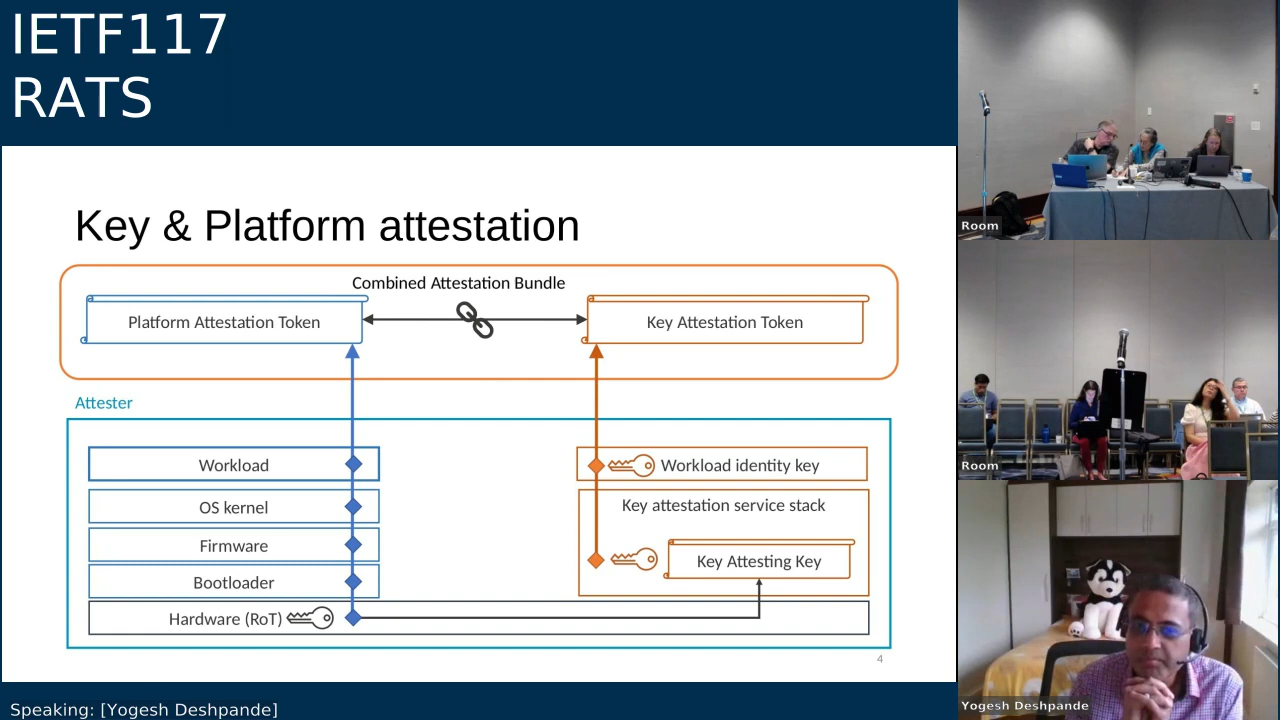 IETF117
RATS
Key & Platform attestation
Combined Attestation Bundle
Platform Attestation Token
Key Attestation Token
Attester
Workload
Workload identity key
OS kernel
Key attestation service stack
Firmware
Key Attesting Key
Bootloader
Hardware (RoT)
4
Speaking: [Yogesh Deshpande]
Room
Room
Yogesh Deshpande